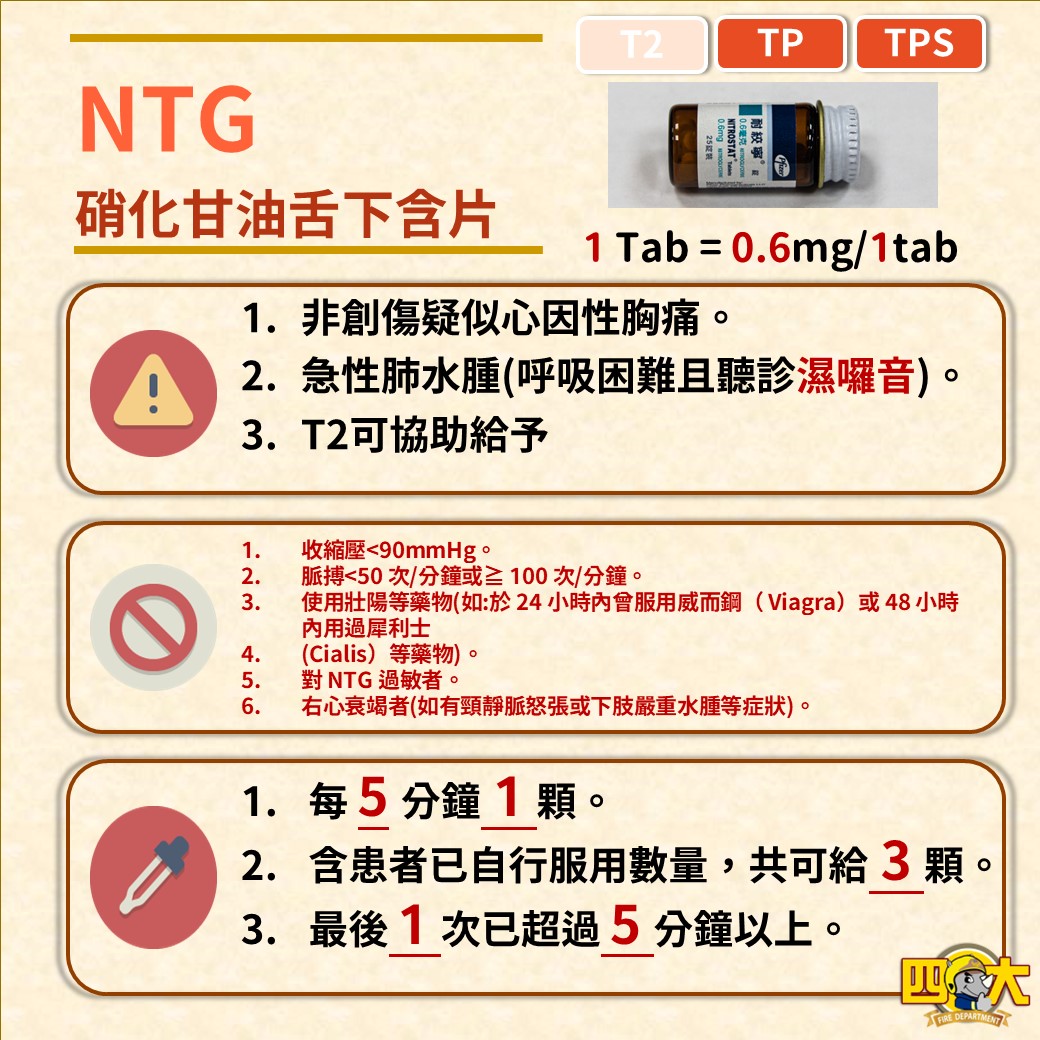 T2
TP
TPS
NTG
硝化甘油舌下含片
耐絞寧® 錠
0.6毫克
NITROSTAT® Tablets
0.6mg
25錠裝
Pfizer
1 Tab = 0.6mg/1tab
1. 非創傷疑似心因性胸痛。
2. 急性肺水腫(呼吸困難且聽診濕囉音)。
3. T2可協助給予
1. 收縮壓<90mmHg。
2. 脈搏<50 次/分鐘或≧ 100 次/分鐘。
3. 使用壯陽等藥物(如:於 24 小時內曾服用威而鋼（ Viagra）或 48 小時
內用過犀利士
4. (Cialis）等藥物)。
5. 對 NTG 過敏者。
6. 右心衰竭者(如有頸靜脈怒張或下肢嚴重水腫等症狀)。
1. 每 5 分鐘 1 顆。
2. 含患者已自行服用數量，共可給 3 顆。
3. 最後 1 次已超過 5 分鐘以上。
四大
FIRE DEPARTMENT